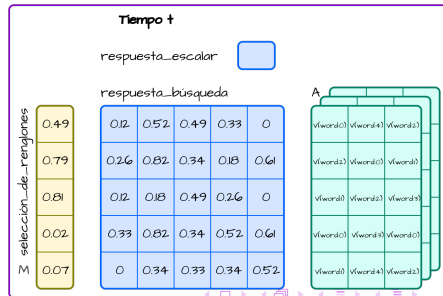 Tiempo t
respuesta_escalar
respuesta_búsqueda
A
M selección_de_renglones
0.49
0.79
0.81
0.02
0.07
0.12 0.52 0.49 0.33 0
0.26 0.82 0.34 0.18 0.61
0.12 0.18 0.49 0.26 0
0.33 0.82 0.34 0.52 0.61
0 0.34 0.33 0.34 0.52
v(word0) v(word4) v(word2)
v(word2) v(word0) v(word1)
v(word1) v(word2) v(word3)
v(word0) v(word3) v(word0)
v(word1) v(word4) v(word2)